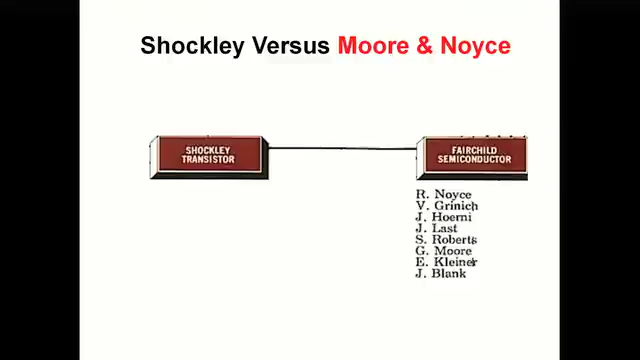 Shockley Versus Moore & Noyce
SHOCKLEY
TRANSISTOR
FAIRCHILD
SEMICONDUCTOR
R. Noyce
V. Grinich
J. Hoerni
J. Last
S. Roberts
G. Moore
E. Kleiner
J. Blank